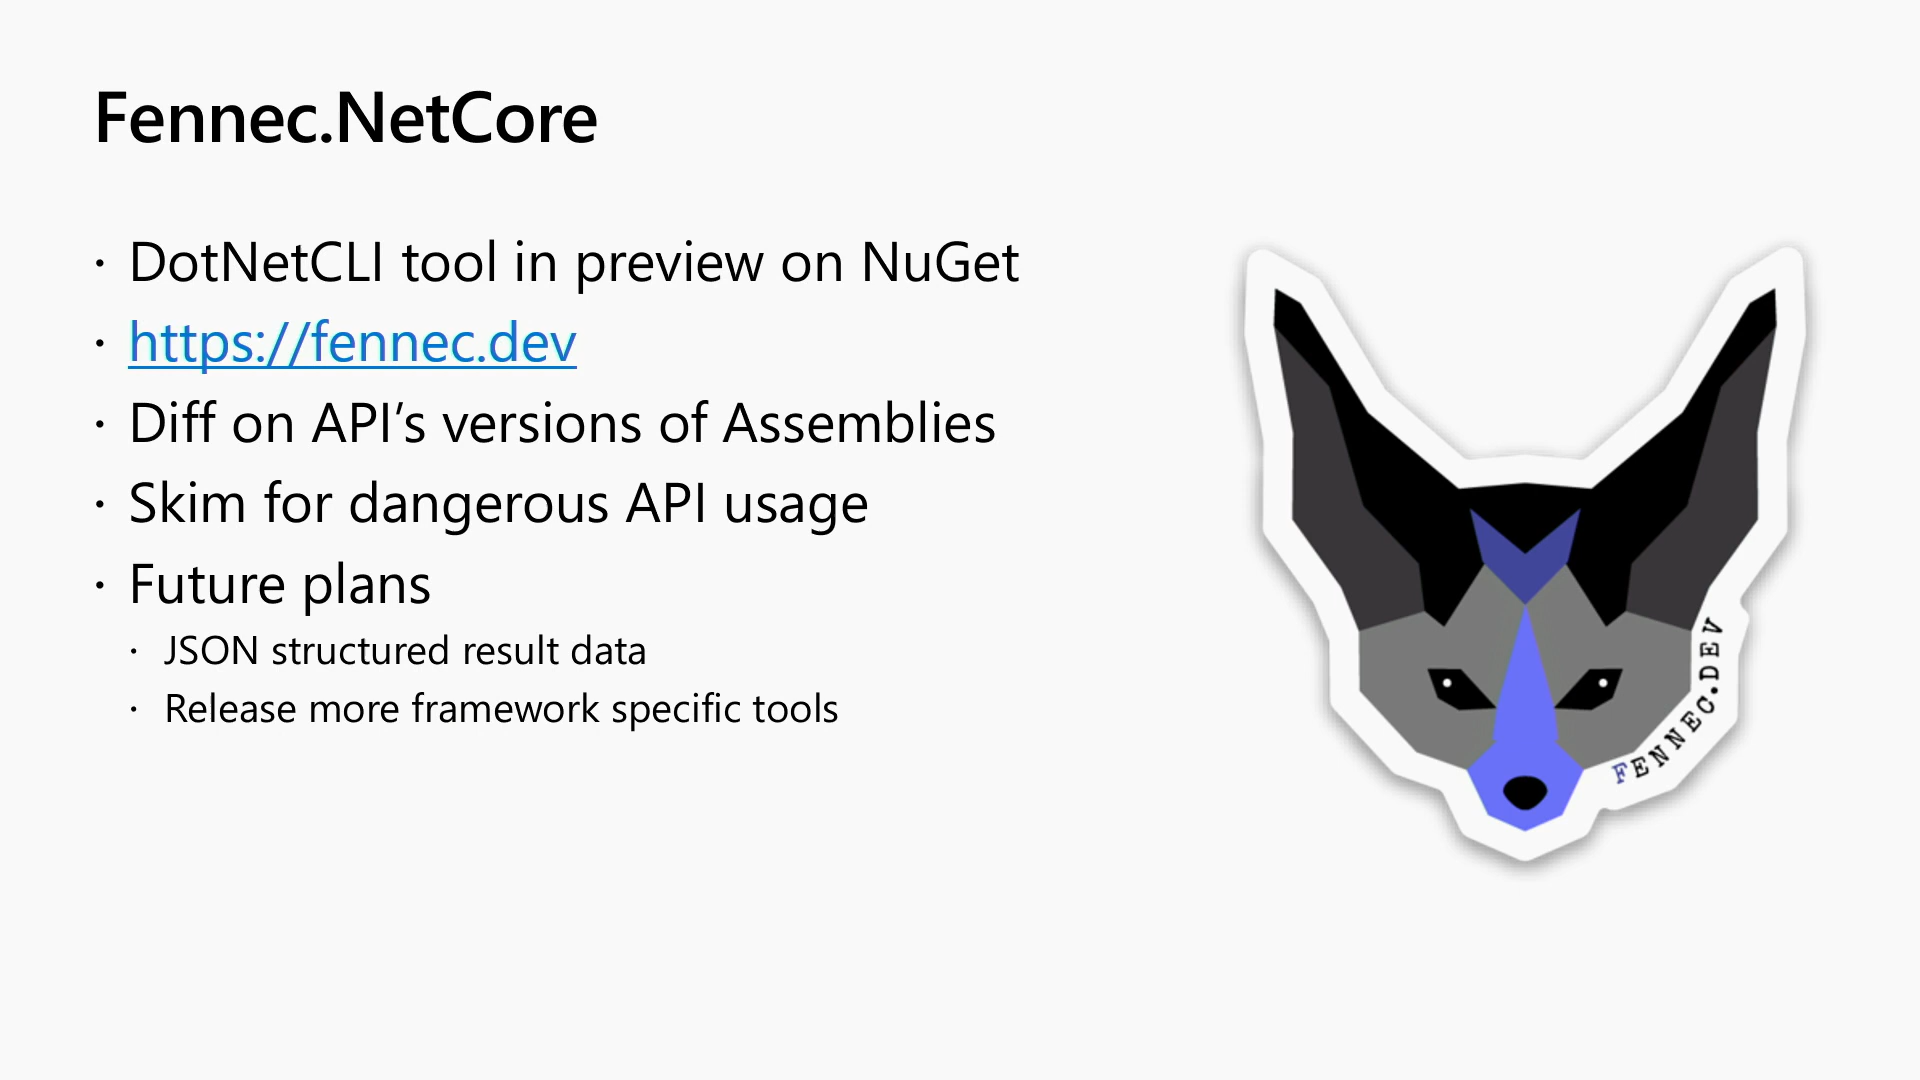 Fennec.NetCore
· DotNetCLI tool in preview on NuGet
· https://fennec.dev
· Diff on API’s versions of Assemblies
· Skim for dangerous API usage
· Future plans
· JSON structured result data
· Release more framework specific tools
FENNEC.DEV